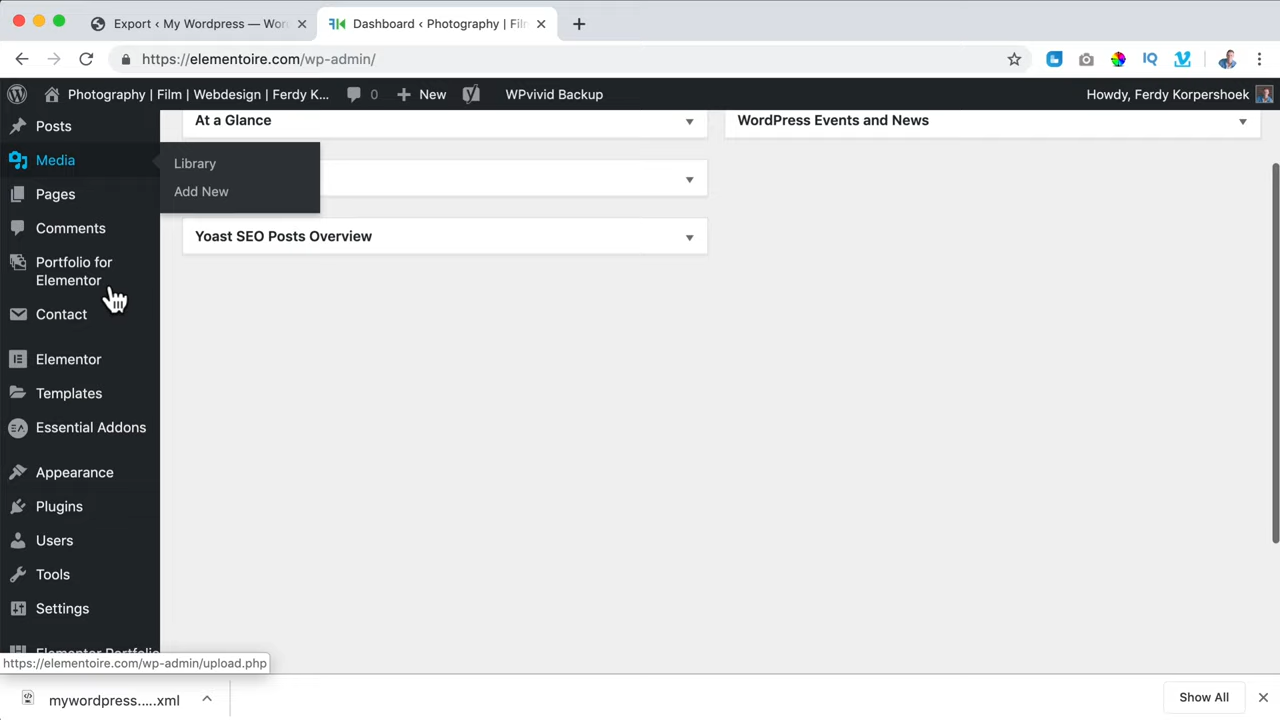 Export ‹ My Wordpress — Wor
Dashboard ‹ Photography | Fil
https://elementoire.com/wp-admin/
Photography | Film | Webdesign | Ferdy K...
0
New
WPvivid Backup
Howdy, Ferdy Korpershoek
Posts
Media
Library
Add New
Pages
Comments
Portfolio for
Elementor
Contact
Elementor
Templates
Essential Addons
Appearance
Plugins
Users
Tools
Settings
Elementor Portfolio
At a Glance
WordPress Events and News
Yoast SEO Posts Overview
https://elementoire.com/wp-admin/upload.php
mywordpress.....xml
Show All